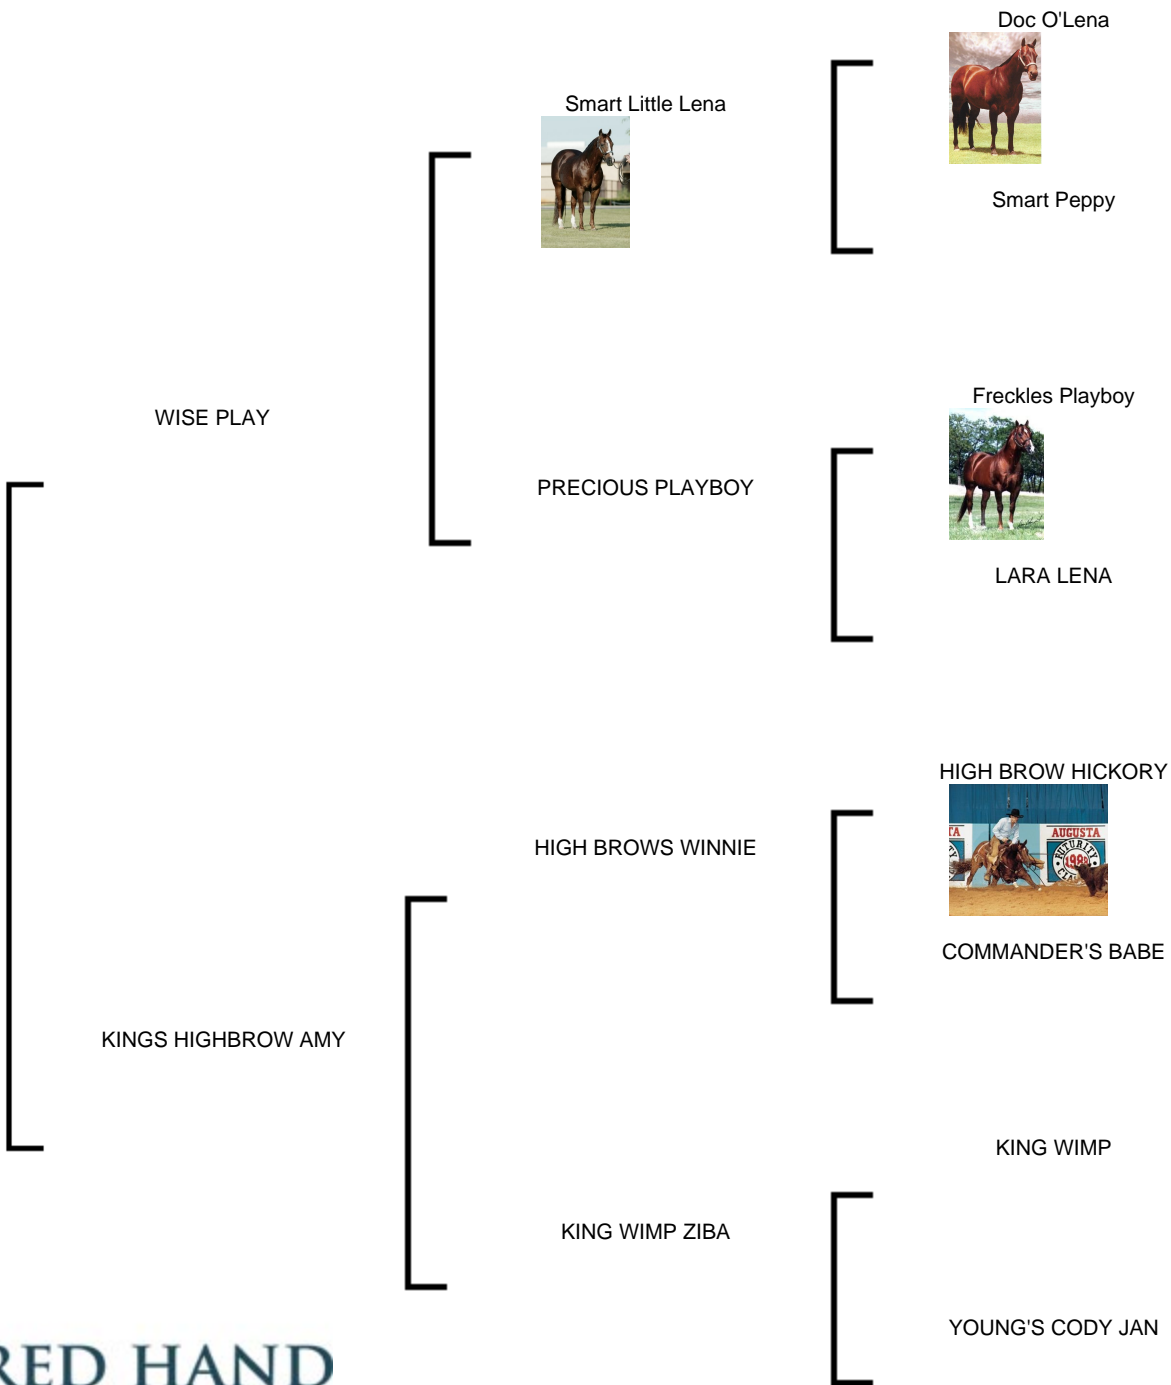 Doc O'Lena
Smart Little Lena
Smart Peppy
Freckles Playboy
WISE PLAY
PRECIOUS PLAYBOY
LARA LENA
HIGH BROW HICKORY
AUGUSTA
FUTURITY
HIGH BROWS WINNIE
COMMANDER'S BABE
KINGS HIGHBROW AMY
KING WIMP
KING WIMP ZIBA
YOUNG'S CODY JAN
RED HAND